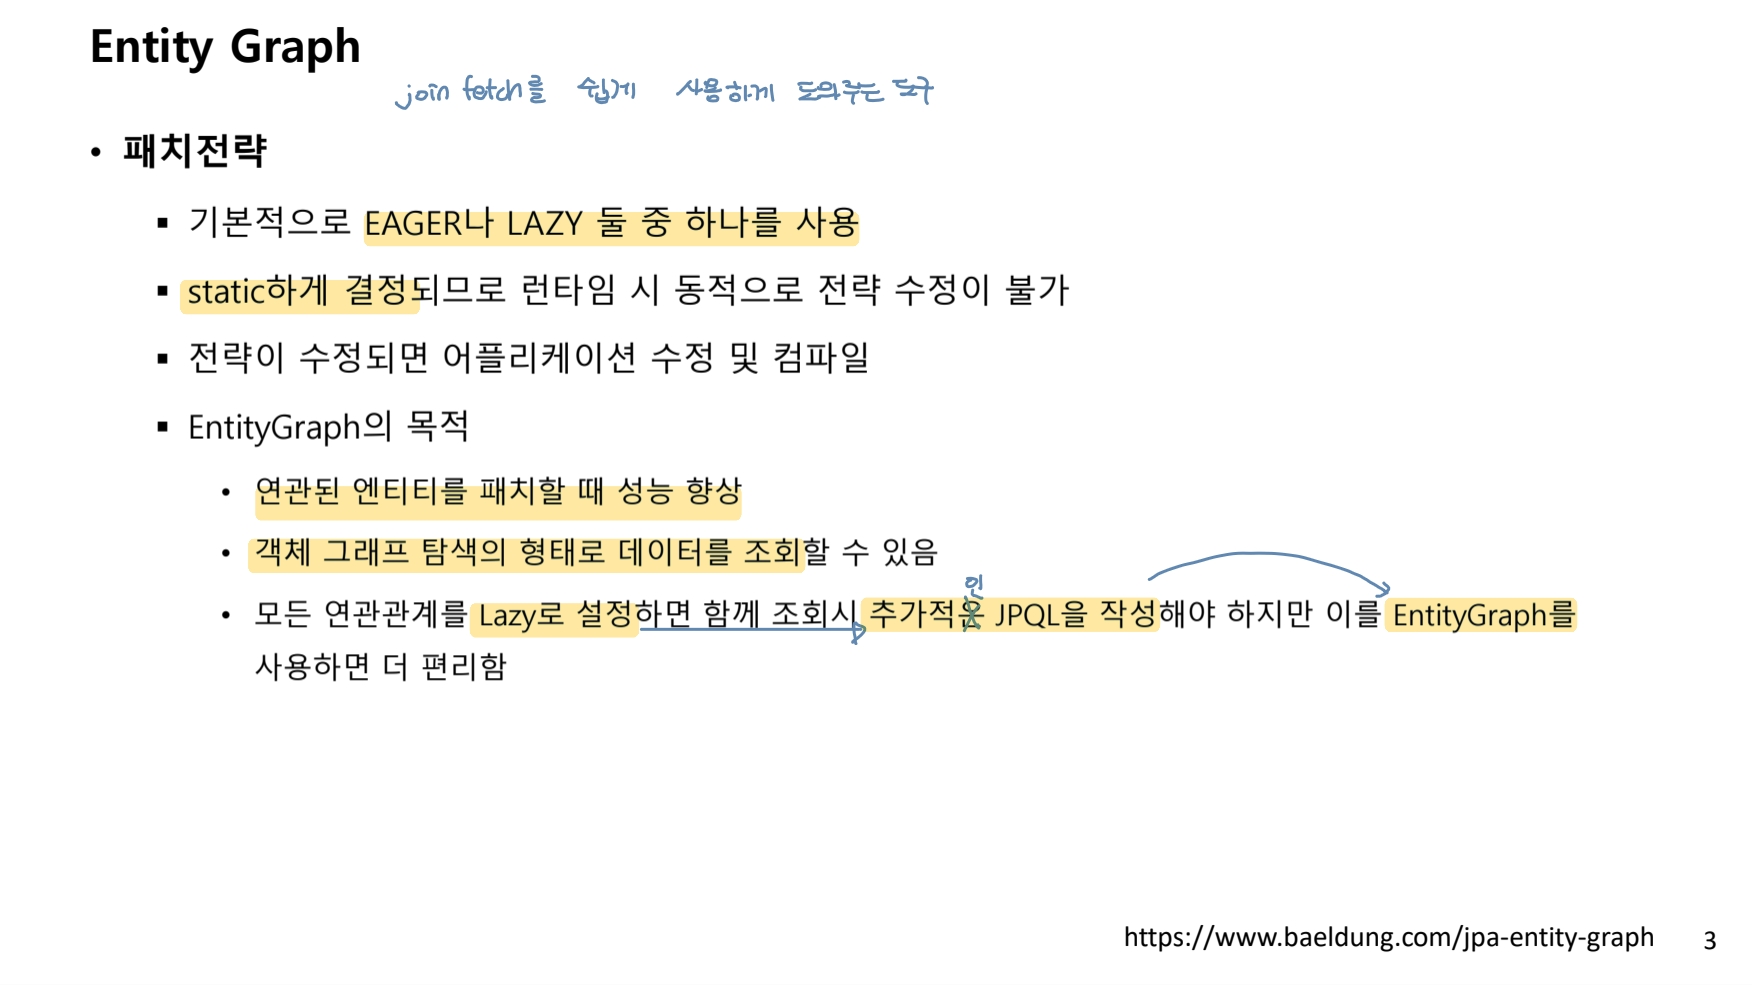 Entity Graph
join fetch를 쉽게 사용하게 도와주는 도구
• 패치전략
▪ 기본적으로 EAGER나 LAZY 둘 중 하나를 사용
▪ static하게 결정되므로 런타임 시 동적으로 전략 수정이 불가
▪ 전략이 수정되면 어플리케이션 수정 및 컴파일
▪ EntityGraph의 목적
• 연관된 엔티티를 패치할 때 성능 향상
• 객체 그래프 탐색의 형태로 데이터를 조회할 수 있음
인
• 모든 연관관계를 Lazy로 설정하면 함께 조회시 추가적은 JPQL을 작성해야 하지만 이를 EntityGraph를
사용하면 더 편리함
https://www.baeldung.com/jpa-entity-graph 3